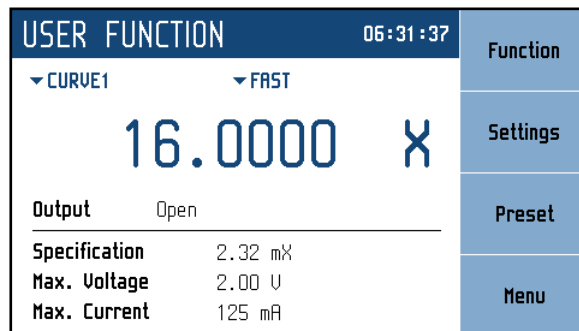 USER FUNCTION 06:31:37
CURVE1 FAST
16.0000 X
Output Open
Specification 2.32 mX
Max. Voltage 2.00 V
Max. Current 125 mA
Function
Settings
Preset
Menu